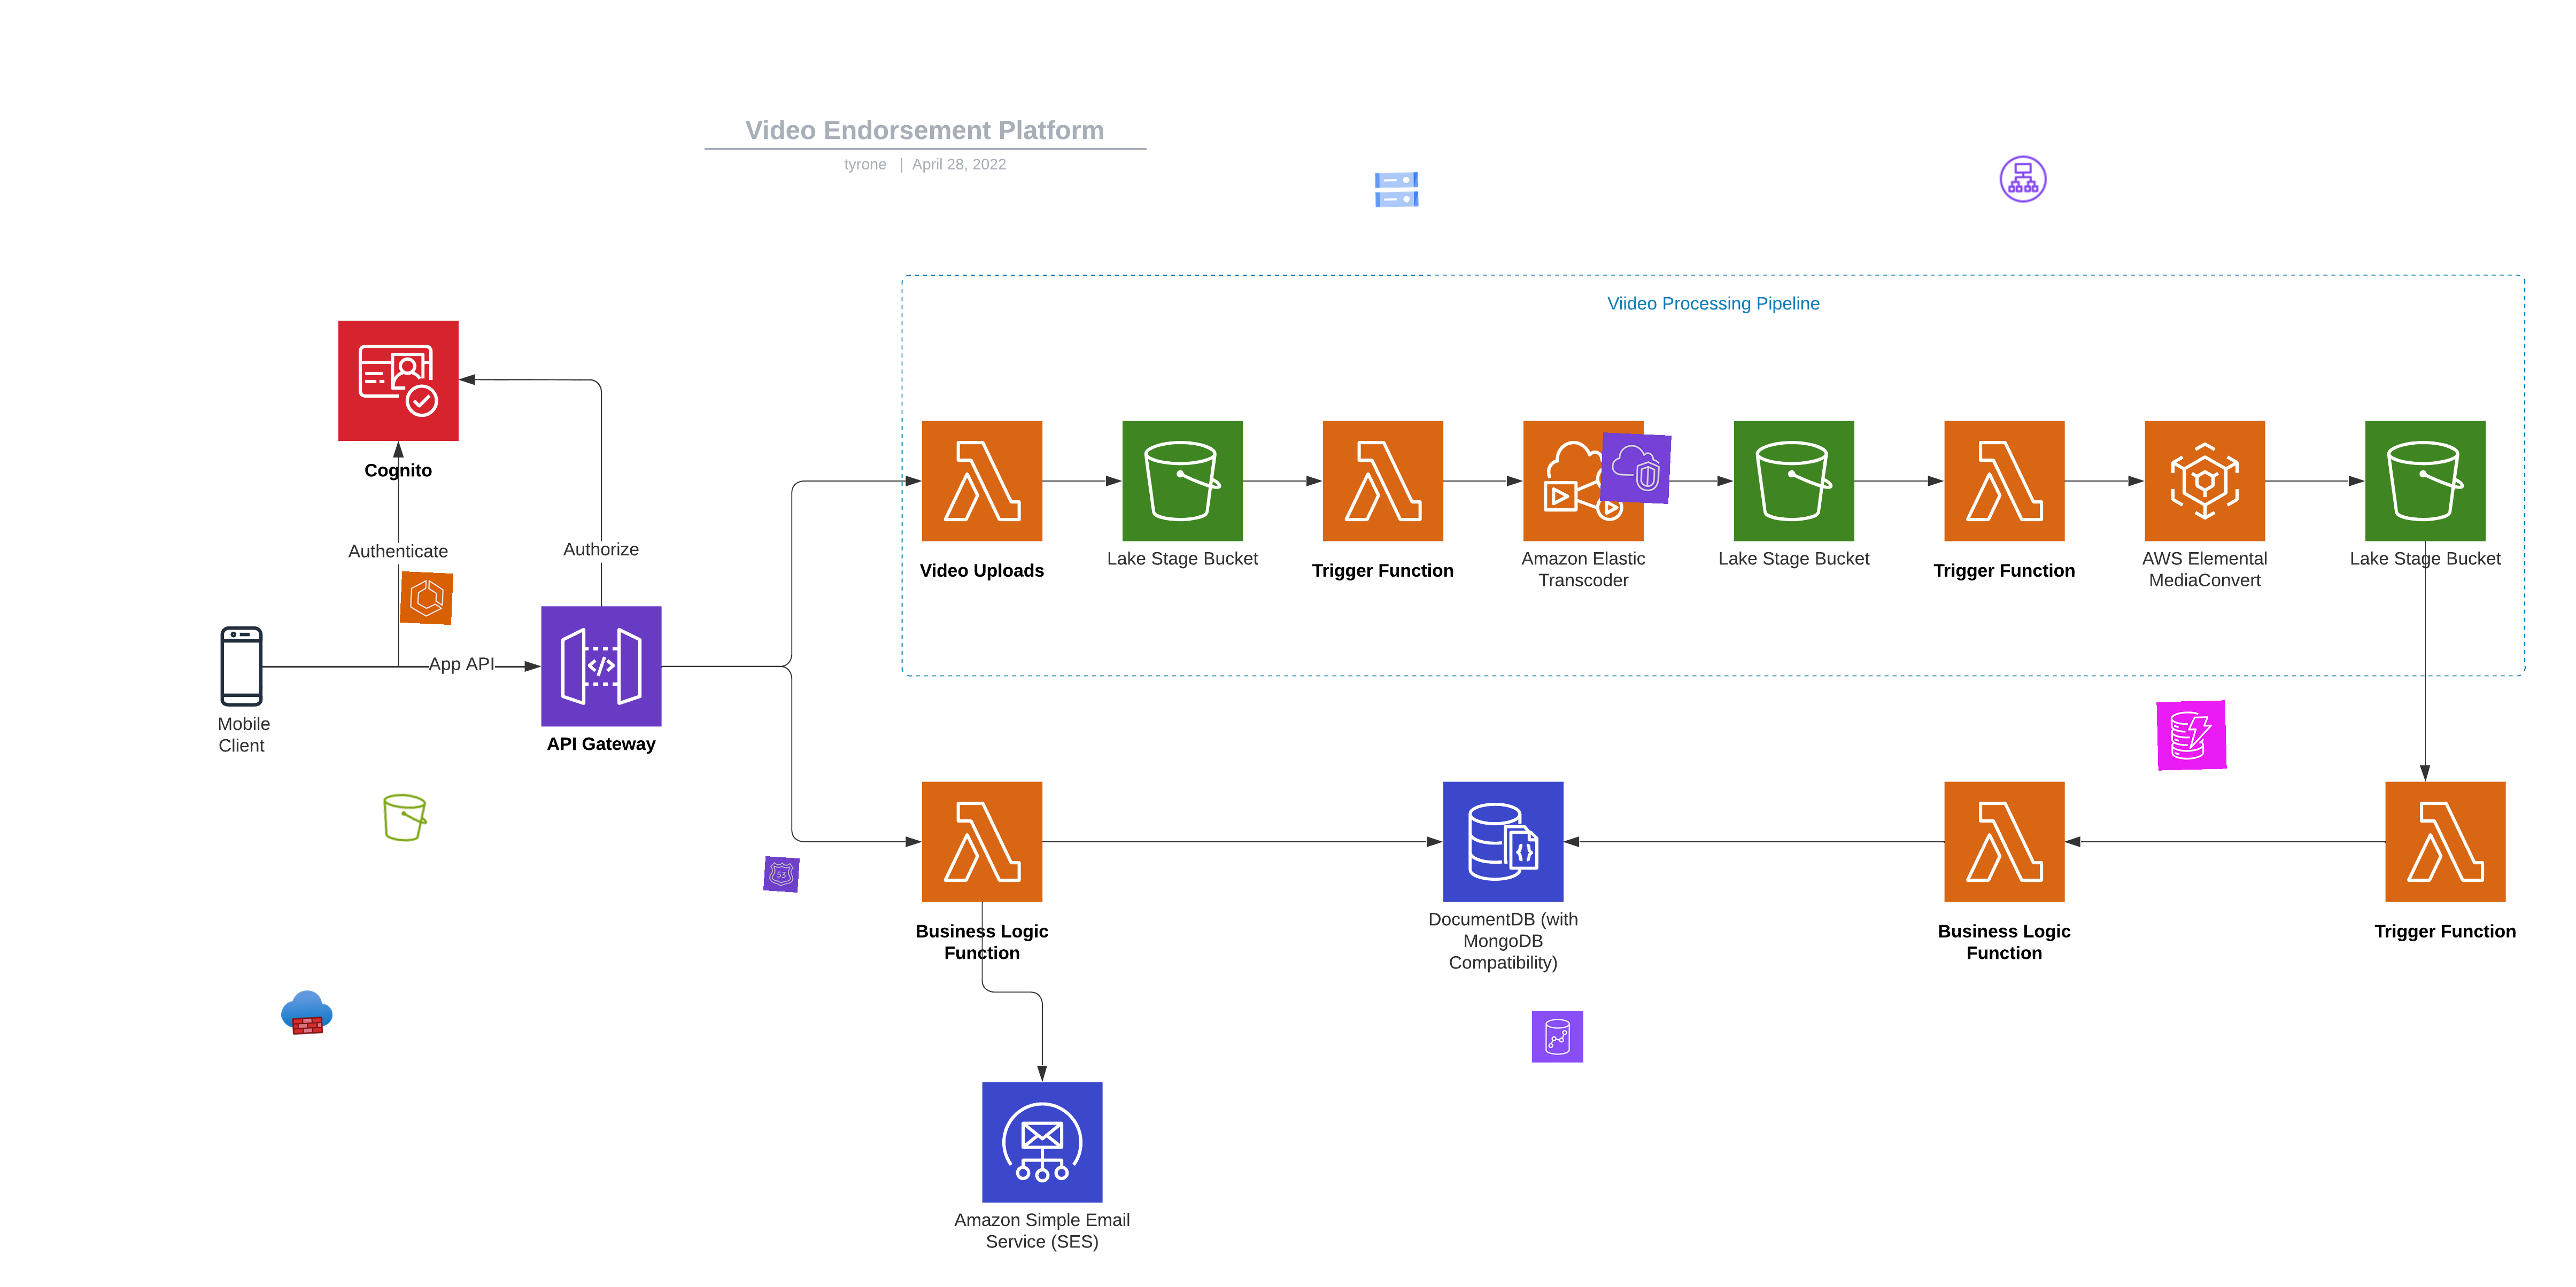 Video Endorsement Platform
tyrone | April 28, 2022
Viideo Processing Pipeline
Cognito
Authenticate
Authorize
App API
Mobile
Client
API Gateway
Video Uploads
Lake Stage Bucket
Trigger Function
Amazon Elastic
Transcoder
Lake Stage Bucket
Trigger Function
AWS Elemental
MediaConvert
Lake Stage Bucket
53
Business Logic
Function
DocumentDB (with
MongoDB
Compatibility)
Business Logic
Function
Trigger Function
Amazon Simple Email
Service (SES)